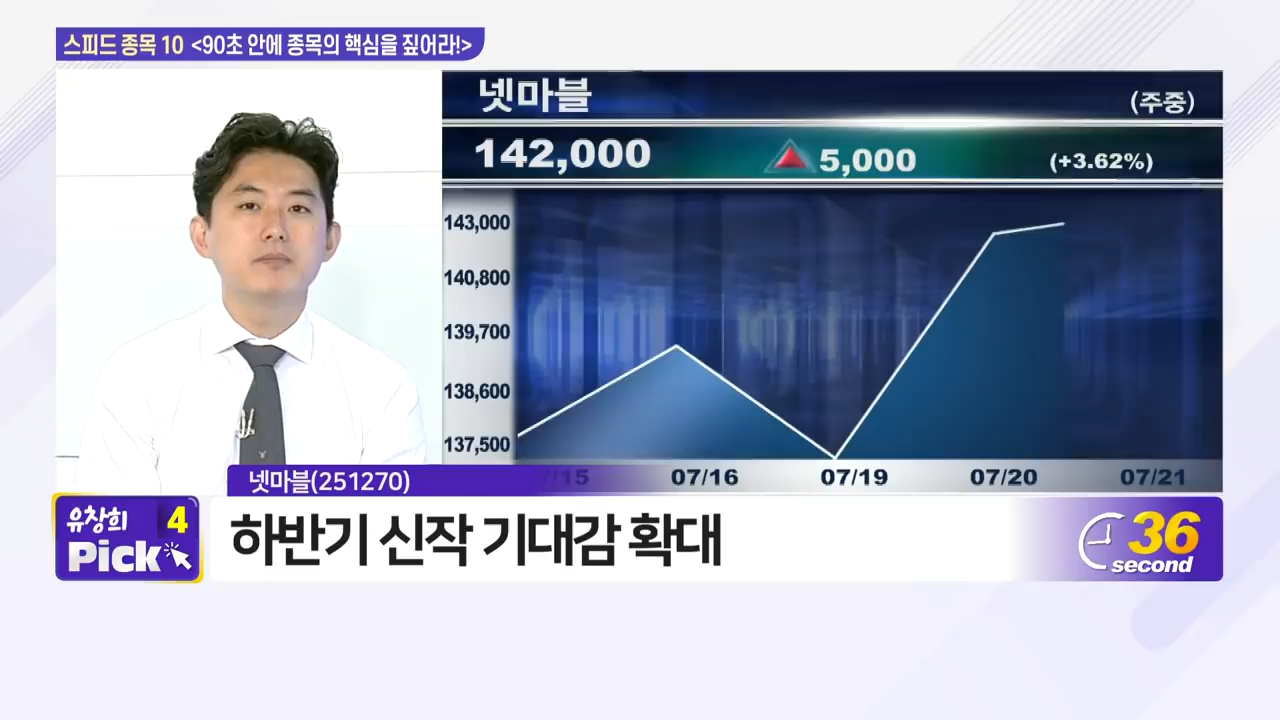 스피드 종목 10 <90초 안에 종목의 핵심을 짚어라!>
넷마블 (주중)
142,000 ▲ 5,000 (+3.62%)
143,000
140,800
139,700
138,600
137,500
/15 07/16 07/19 07/20 07/21
넷마블(251270)
유창희 4
Pick
하반기 신작 기대감 확대
36
second